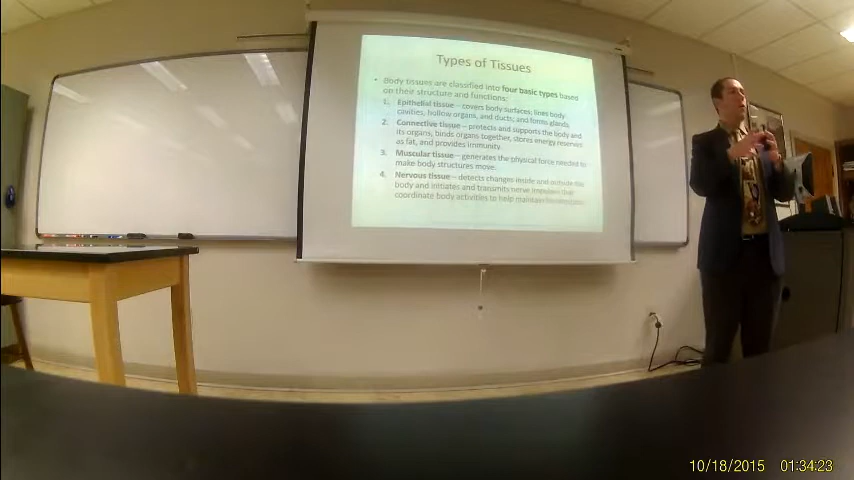 Types of Tissues
• Body tissues are classified into four basic types based
on their structure and functions:
1. Epithelial tissue – covers body surfaces; lines body
cavities, hollow organs, and ducts; and forms glands.
2. Connective tissue – protects and supports the body and
its organs, binds organs together, stores energy reserves
as fat, and provides immunity.
3. Muscular tissue – generates the physical force needed to
make body structures move.
4. Nervous tissue – detects changes inside and outside the
body and initiates and transmits nerve impulses that
coordinate body activities to help maintain
10/18/2015 01:34:23